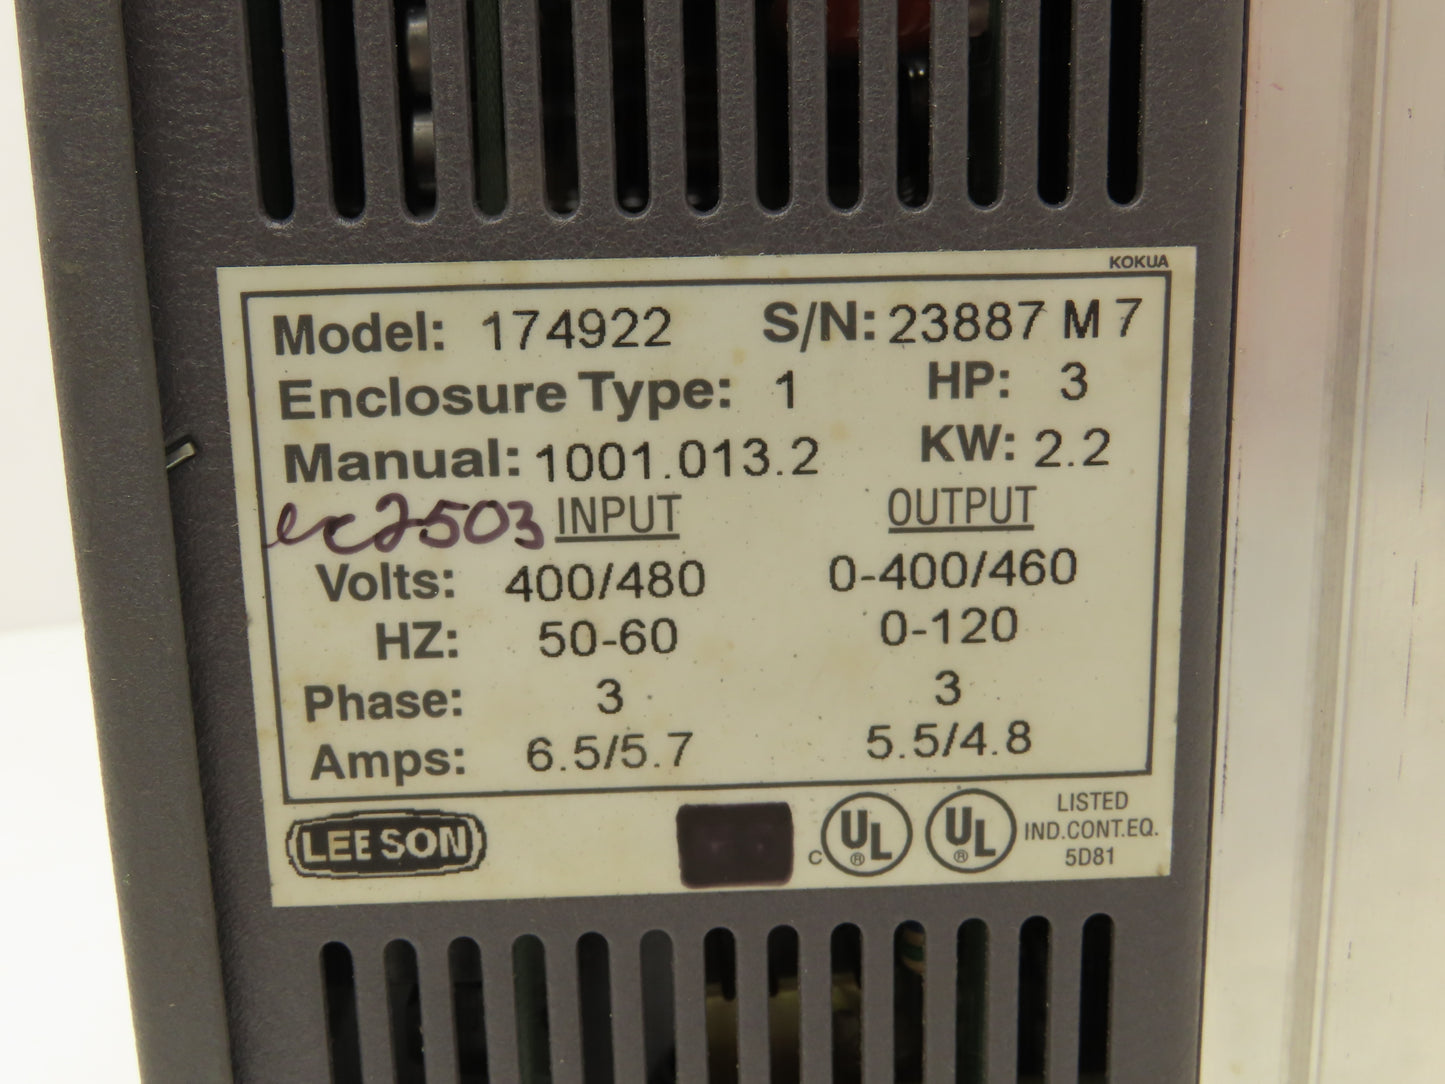 KOKUA
Model: 174922 S/N: 23887 M 7
Enclosure Type: 1 HP: 3
Manual: 1001.013.2 KW: 2.2
ec2503 INPUT OUTPUT
Volts: 400/480 0-400/460
HZ: 50-60 0-120
Phase: 3 3
Amps: 6.5/5.7 5.5/4.8
LEESON C UL ® UL ® LISTED
IND.CONT.EQ.
5D81